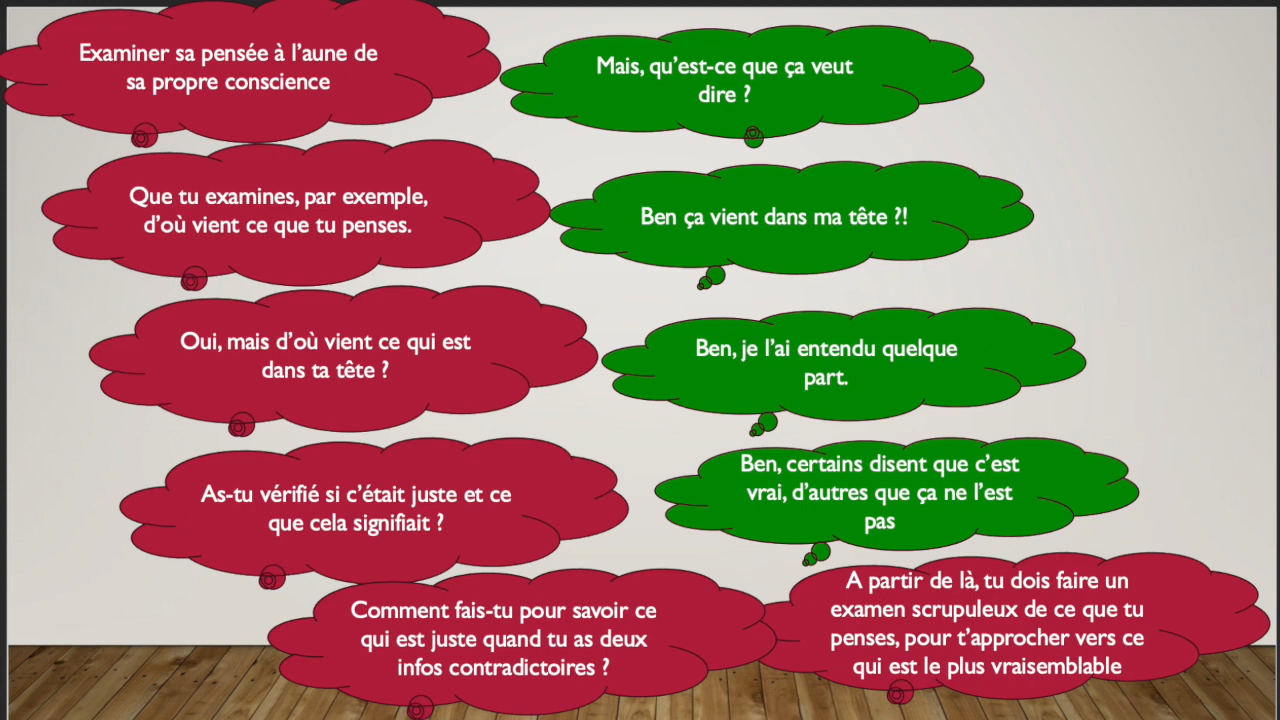 Examiner sa pensée à l'aune de
sa propre conscience
Mais, qu'est-ce que ça veut
dire ?
Que tu examines, par exemple,
d'où vient ce que tu penses.
Ben ça vient dans ma tête ?!
Oui, mais d'où vient ce qui est
dans ta tête ?
Ben, je l'ai entendu quelque
part.
As-tu vérifié si c'était juste et ce
que cela signifiait ?
Ben, certains disent que c'est
vrai, d'autres que ça ne l'est
pas
Comment fais-tu pour savoir ce
qui est juste quand tu as deux
infos contradictoires ?
A partir de là, tu dois faire un
examen scrupuleux de ce que tu
penses, pour t'approcher vers ce
qui est le plus vraisemblable